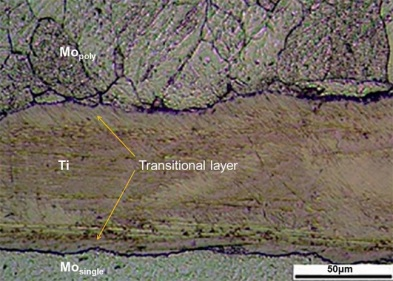 Mo_poly
Ti
Transitional layer
Mo_single
50μm